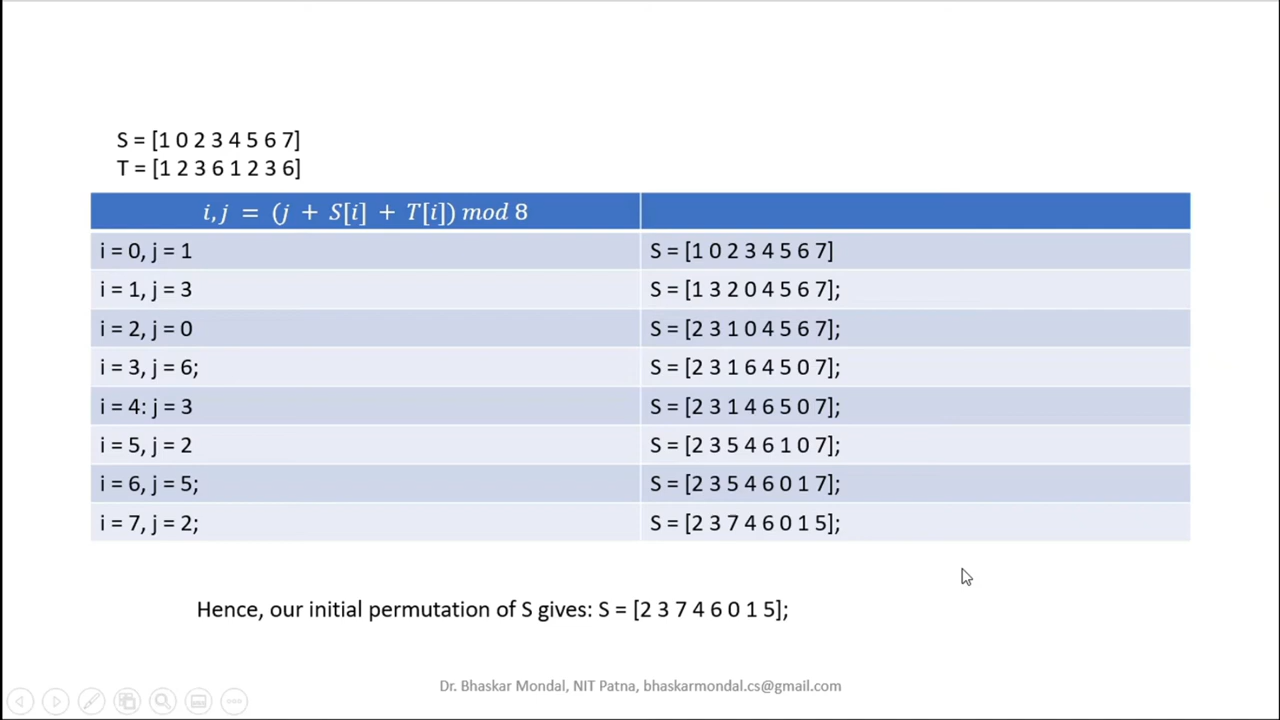 S = [1 0 2 3 4 5 6 7]
T = [1 2 3 6 1 2 3 6]
i, j = (j + S[i] + T[i]) mod 8
i = 0, j = 1 S = [1 0 2 3 4 5 6 7]
i = 1, j = 3 S = [1 3 2 0 4 5 6 7];
i = 2, j = 0 S = [2 3 1 0 4 5 6 7];
i = 3, j = 6; S = [2 3 1 6 4 5 0 7];
i = 4: j = 3 S = [2 3 1 4 6 5 0 7];
i = 5, j = 2 S = [2 3 5 4 6 1 0 7];
i = 6, j = 5; S = [2 3 5 4 6 0 1 7];
i = 7, j = 2; S = [2 3 7 4 6 0 1 5];
Hence, our initial permutation of S gives: S = [2 3 7 4 6 0 1 5];
Dr. Bhaskar Mondal, NIT Patna, bhaskarmondal.cs@gmail.com